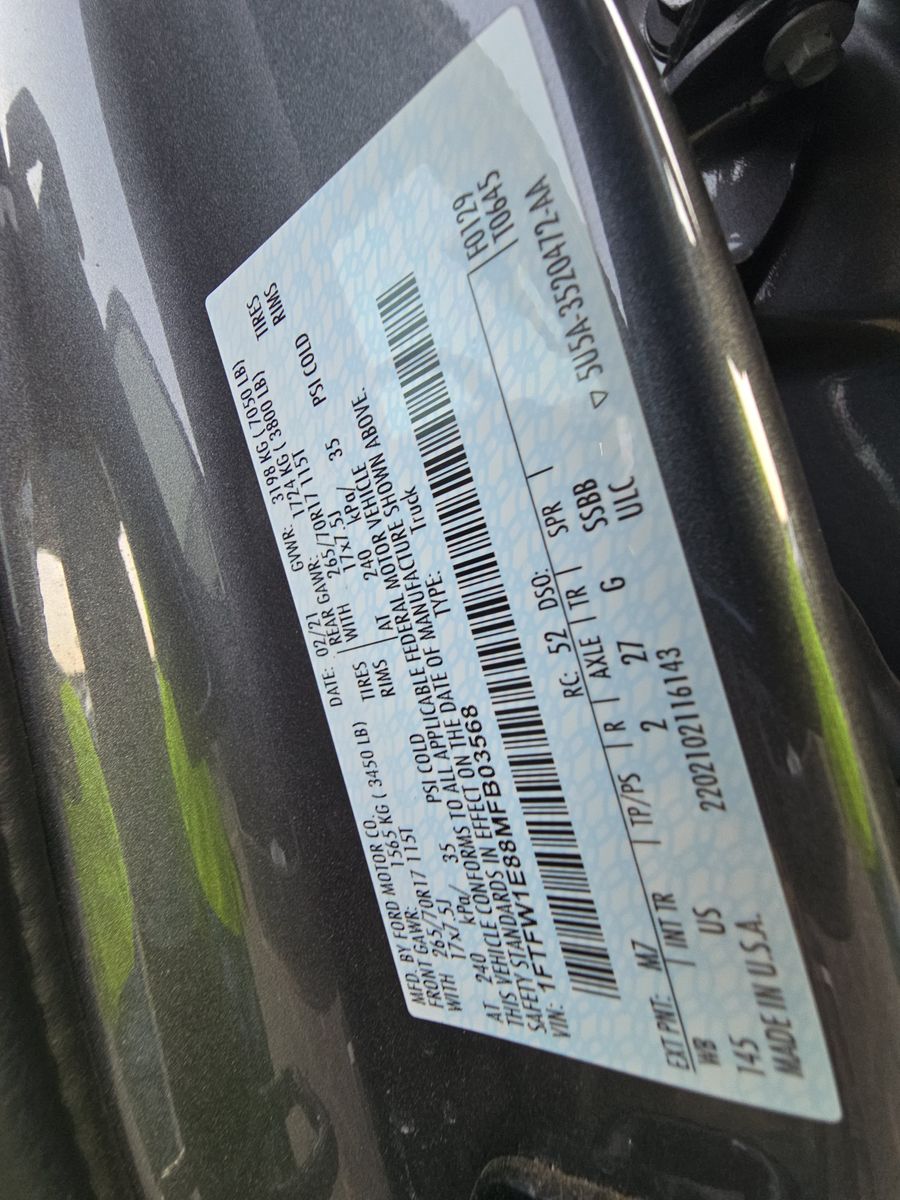 MFD. BY FORD MOTOR CO. DATE: 02/21 GVWR: 3198 KG ( 7050 LB)
FRONT GAWR: 1565 KG ( 3450 LB) REAR GAWR: 1724 KG ( 3800 LB)
WITH 265/70R17 115T TIRES WITH 265/70R17 115T TIRES
17x7.5J RIMS 17x7.5J RIMS
AT 240 kPa/ 35 PSI COLD AT 240 kPa/ 35 PSI COLD
THIS VEHICLE CONFORMS TO ALL APPLICABLE FEDERAL MOTOR VEHICLE
SAFETY STANDARDS IN EFFECT ON THE DATE OF MANUFACTURE SHOWN ABOVE.
VIN: 1FTFW1E88MFB03568 TYPE: Truck
EXT PNT: M7 RC: 52 DSO: H0129
WB INT TR TP/PS R AXLE TR SPR T0645
145 US 2 27 G SSBB
MADE IN U.S.A. 220210211​6143 ULC ▽ 5U5A-3520472-AA